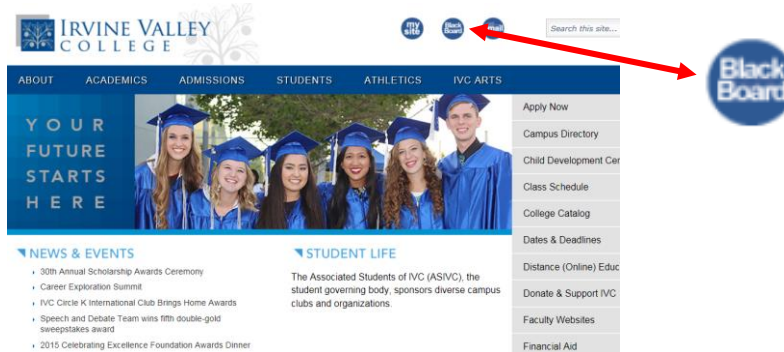 IRVINE VALLEY
COLLEGE
my site
Black Board
Search this site...
Black
Board
ABOUT ACADEMICS ADMISSIONS STUDENTS ATHLETICS IVC ARTS
YOUR
FUTURE
STARTS
HERE
Apply Now
Campus Directory
Child Development Cen
Class Schedule
College Catalog
Dates & Deadlines
Distance (Online) Educ
Donate & Support IVC
Faculty Websites
Financial Aid
NEWS & EVENTS
30th Annual Scholarship Awards Ceremony
Career Exploration Summit
IVC Circle K International Club Brings Home Awards
Speech and Debate Team wins fifth double-gold
sweepstakes award
2015 Celebrating Excellence Foundation Awards Dinner
STUDENT LIFE
The Associated Students of IVC (ASIVC), the
student governing body, sponsors diverse campus
clubs and organizations.